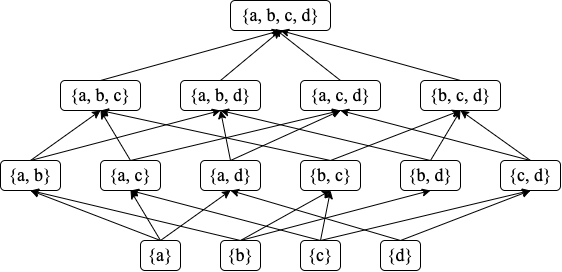 {a, b, c, d}
{a, b, c} {a, b, d} {a, c, d} {b, c, d}
{a, b} {a, c} {a, d} {b, c} {b, d} {c, d}
{a} {b} {c} {d}